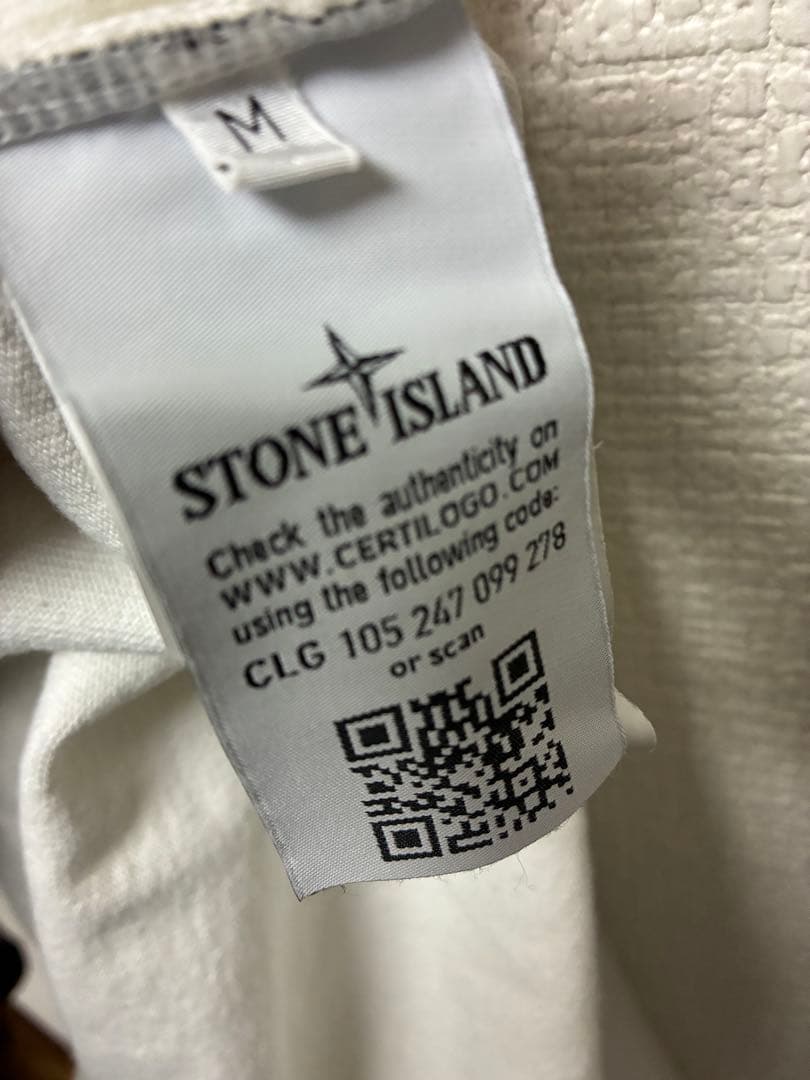 M
STONE ISLAND
Check the authenticity on
WWW.CERTILOGO.COM
using the following code:
CLG 105 247 099 278
or scan